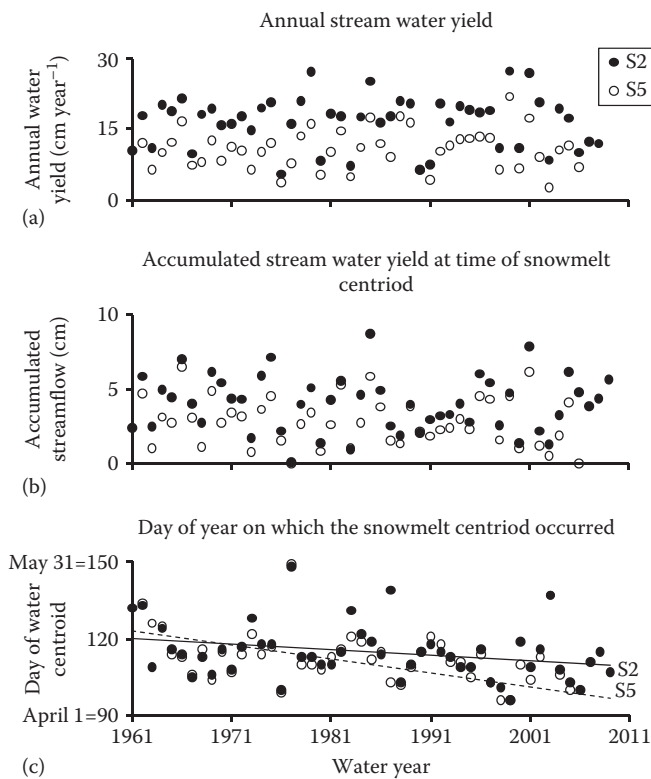 Annual stream water yield
Annual water
yield (cm year⁻¹)
30
15
0
S2
S5
(a)
Accumulated stream water yield at time of snowmelt
centriod
Accumulated
streamflow (cm)
10
5
0
(b)
Day of year on which the snowmelt centriod occurred
Day of water
centroid
May 31=150
120
April 1=90
S2
S5
1961
1971
1981
1991
2001
2011
(c)
Water year